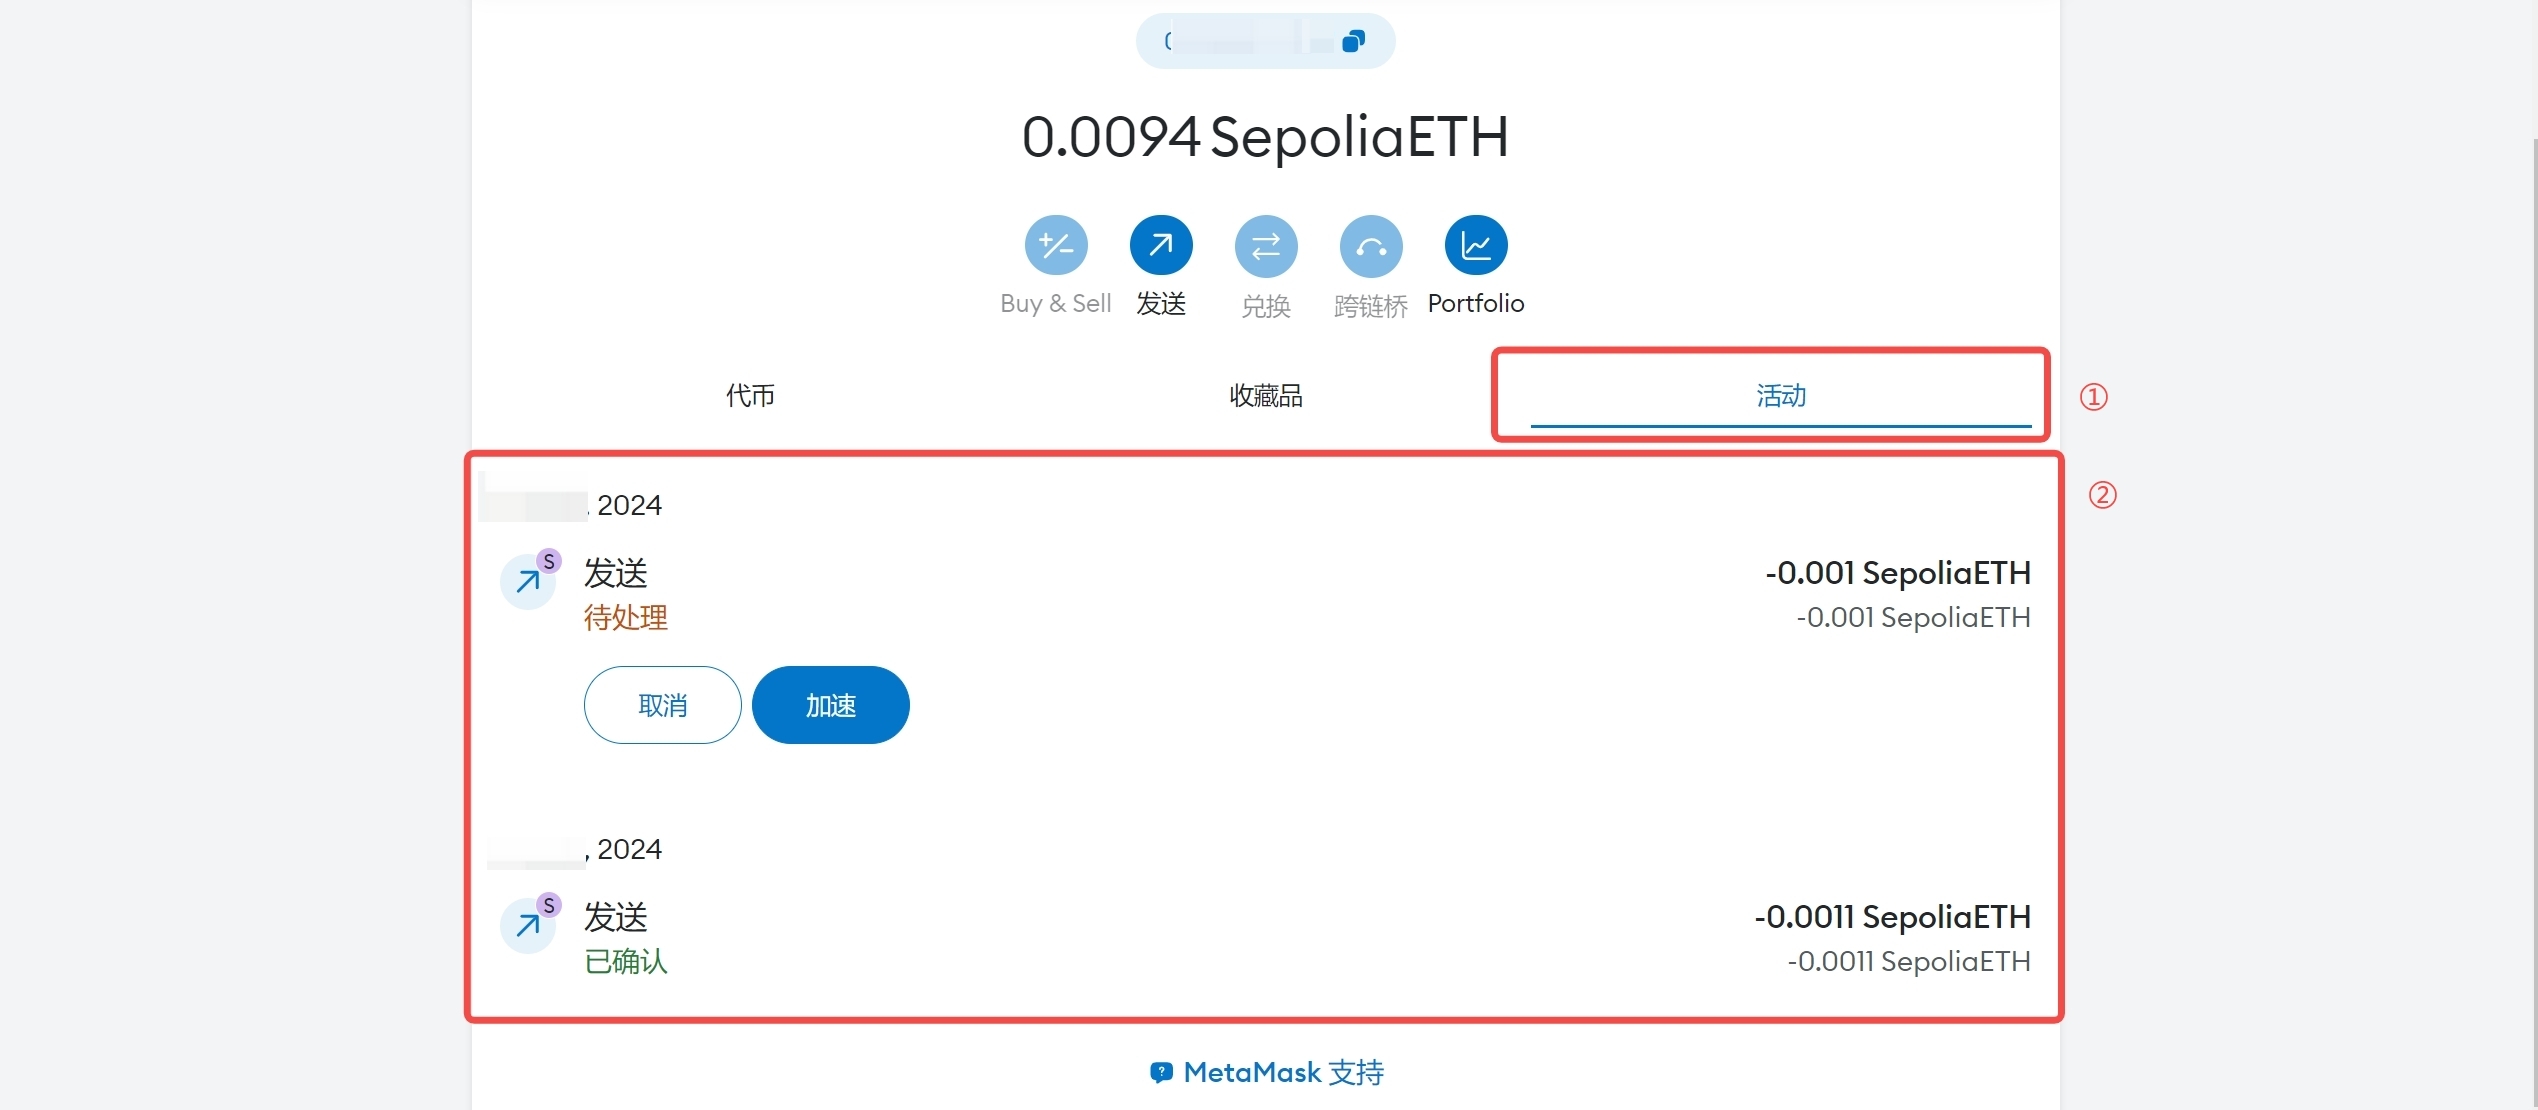 0.0094 SepoliaETH
Buy & Sell 发送 兑换 跨链桥 Portfolio
代币 收藏品 活动 ①
②
, 2024
S
发送 -0.001 SepoliaETH
待处理 -0.001 SepoliaETH
取消 加速
, 2024
S
发送 -0.0011 SepoliaETH
已确认 -0.0011 SepoliaETH
MetaMask 支持